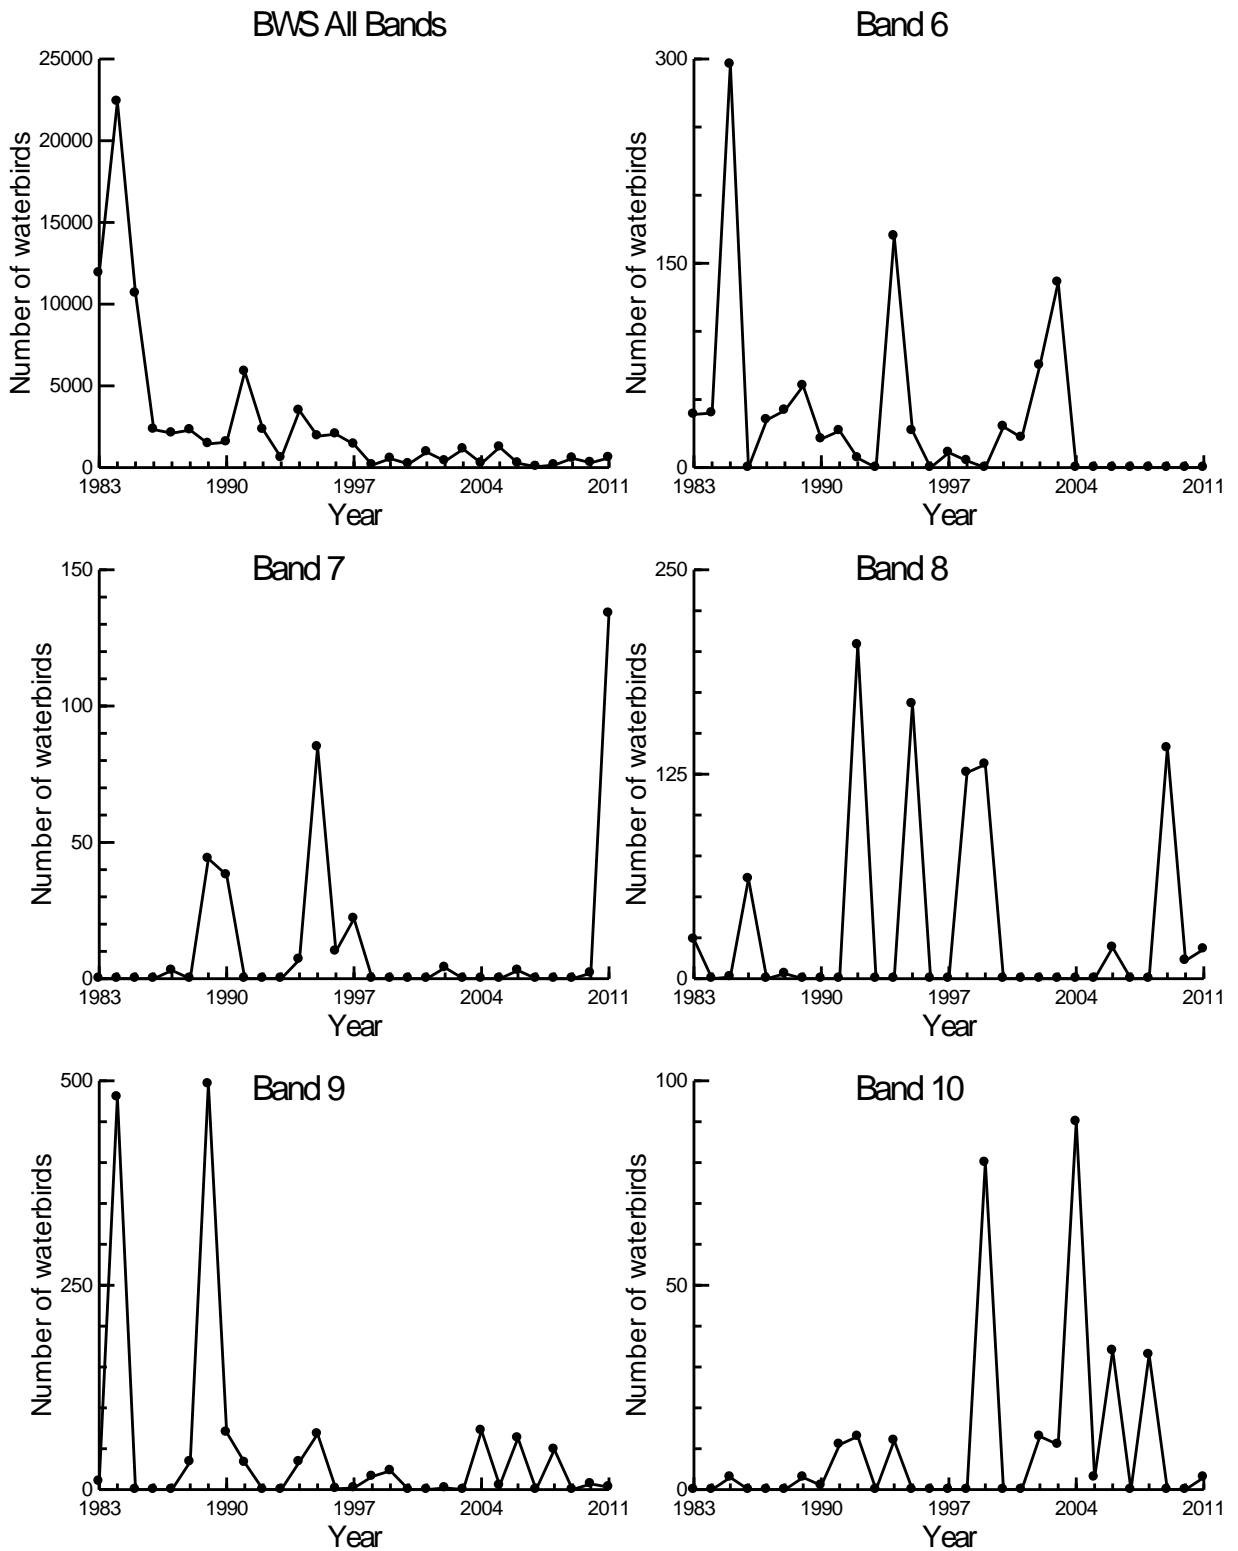 BWS All Bands
Number of waterbirds
25000
20000
15000
10000
5000
0
1983 1990 1997 2004 2011
Year
Band 6
Number of waterbirds
300
150
0
1983 1990 1997 2004 2011
Year
Band 7
Number of waterbirds
150
100
50
0
1983 1990 1997 2004 2011
Year
Band 8
Number of waterbirds
250
125
0
1983 1990 1997 2004 2011
Year
Band 9
Number of waterbirds
500
250
0
1983 1990 1997 2004 2011
Year
Band 10
Number of waterbirds
100
50
0
1983 1990 1997 2004 2011
Year